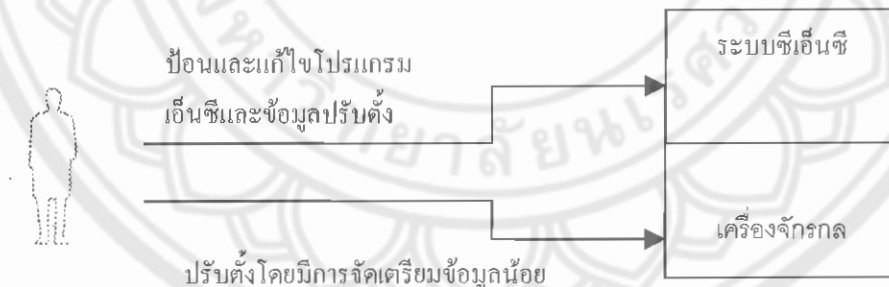 ป้อนและแก้ไขโปรแกรม
เอ็นซีและข้อมูลปรับตั้ง
ระบบซีเอ็นซี
เครื่องจักรกล
ปรับตั้งโดยมีการจัดเตรียมข้อมูลน้อย